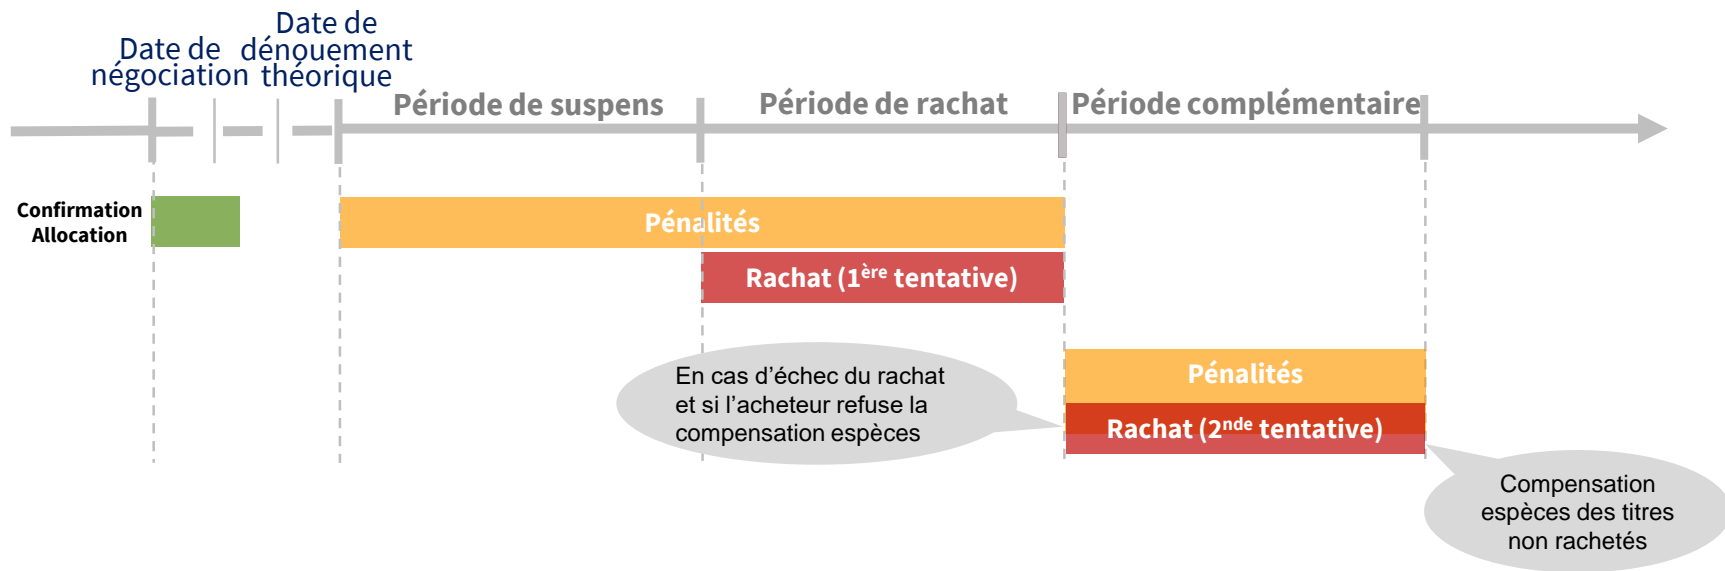 Date de
négociation
Date de
dénouement
théorique
Période de suspens
Période de rachat
Période complémentaire
Confirmation
Allocation
Pénalités
Rachat (1ère tentative)
En cas d’échec du rachat
et si l’acheteur refuse la
compensation espèces
Pénalités
Rachat (2nde tentative)
Compensation
espèces des titres
non rachetés